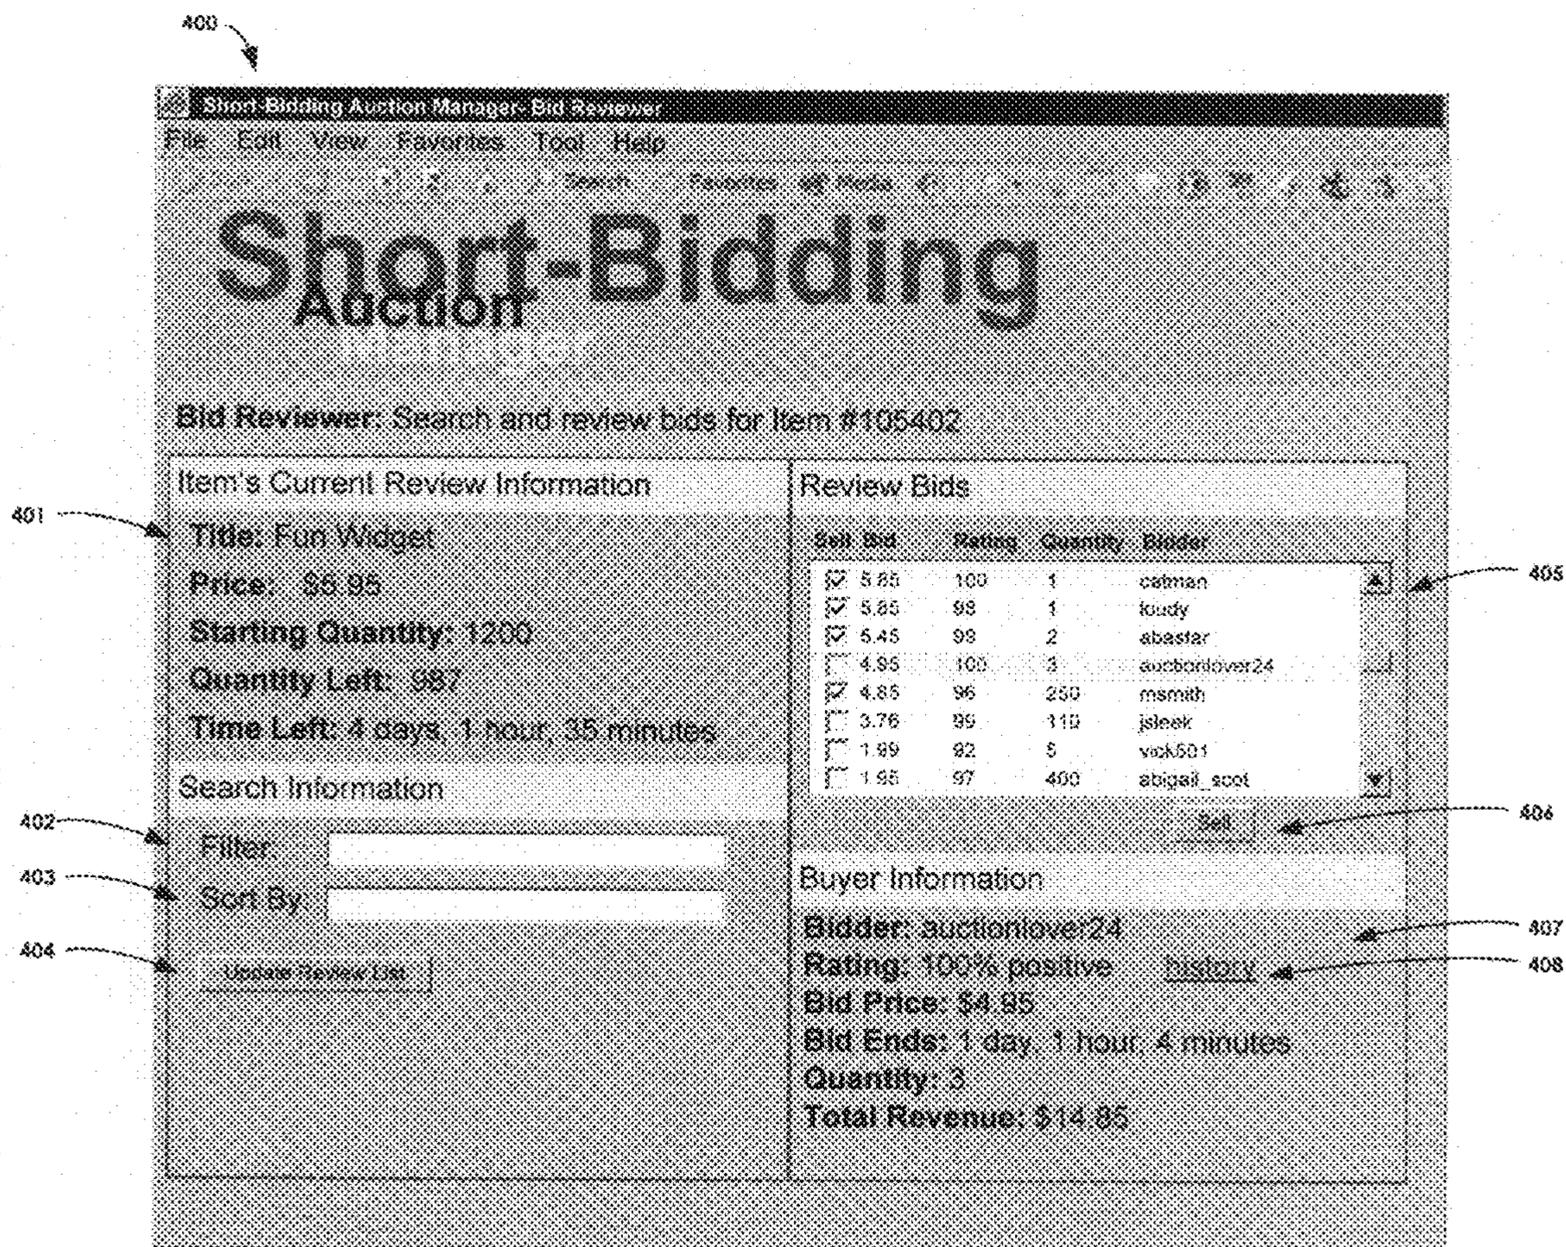 400
Short-Bidding Auction Manager- Bid Reviewer
File Edit View Favorites Tool Help
Search Favorites Media
Short-Bidding
Auction
Manager
Bid Reviewer: Search and review bids for Item #105402
Item's Current Review Information
401
Title: Fun Widget
Price: $5.95
Starting Quantity: 1200
Quantity Left: 987
Time Left: 4 days, 1 hour, 35 minutes
Search Information
402
Filter:
403
Sort By:
404
Update Review List
Review Bids
Sell Bid Rating Quantity Bidder
5.85 100 1 catman
405
5.85 98 1 loudy
5.45 99 2 abastar
4.95 100 3 auctionlover24
4.85 96 250 msmith
3.76 99 110 jsleek
1.99 92 5 vick501
1.95 97 400 abigail_scot
Sell
406
Buyer Information
Bidder: auctionlover24
407
Rating: 100% positive history
408
Bid Price: $4.95
Bid Ends: 1 day, 1 hour, 4 minutes
Quantity: 3
Total Revenue: $14.85